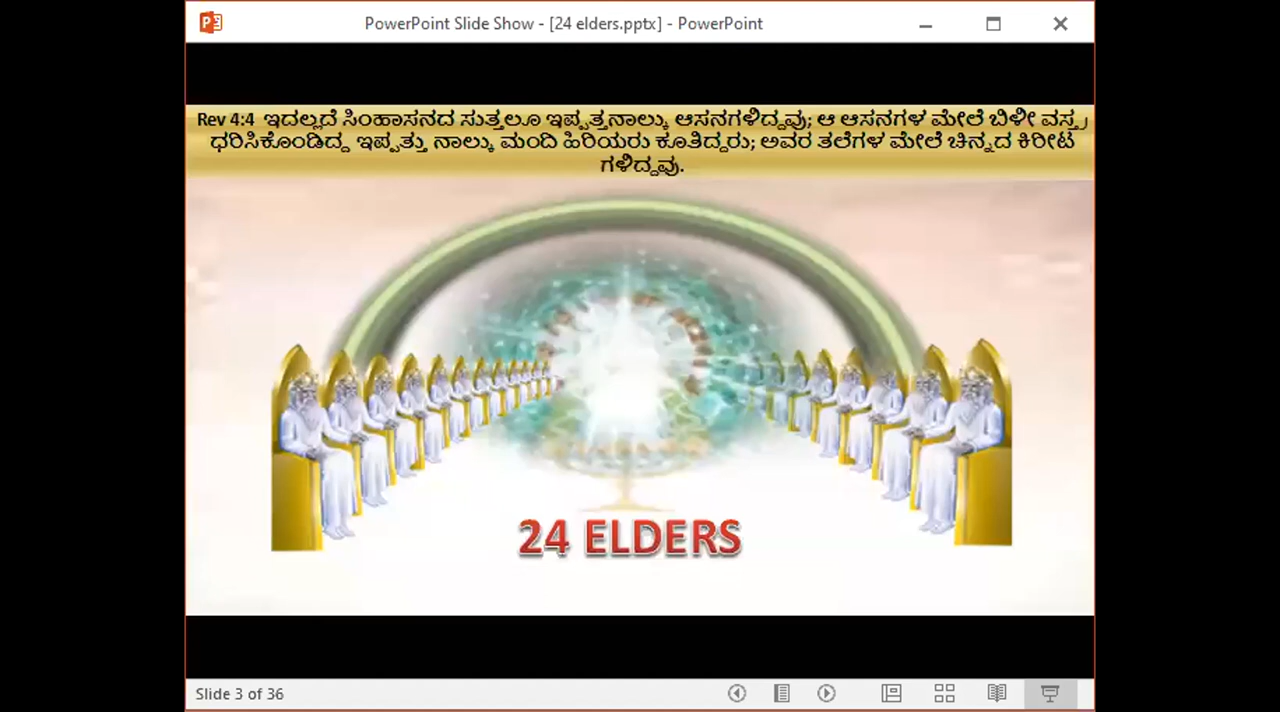 PowerPoint Slide Show - [24 elders.pptx] - PowerPoint
Rev 4:4 ಇದಲ್ಲದೆ ಸಿಂಹಾಸನದ ಸುತ್ತಲೂ ಇಪ್ಪತ್ತನಾಲ್ಕು ಆಸನಗಳಿದ್ದವು; ಆ ಆಸನಗಳ ಮೇಲೆ ಬಿಳೀ ವಸ್ತ್ರ
ಧರಿಸಿಕೊಂಡಿದ್ದ ಇಪ್ಪತ್ತು ನಾಲ್ಕು ಮಂದಿ ಹಿರಿಯರು ಕೂತಿದ್ದರು; ಅವರ ತಲೆಗಳ ಮೇಲೆ ಚಿನ್ನದ ಕಿರೀಟ
ಗಳಿದ್ದವು.
24 ELDERS
Slide 3 of 36